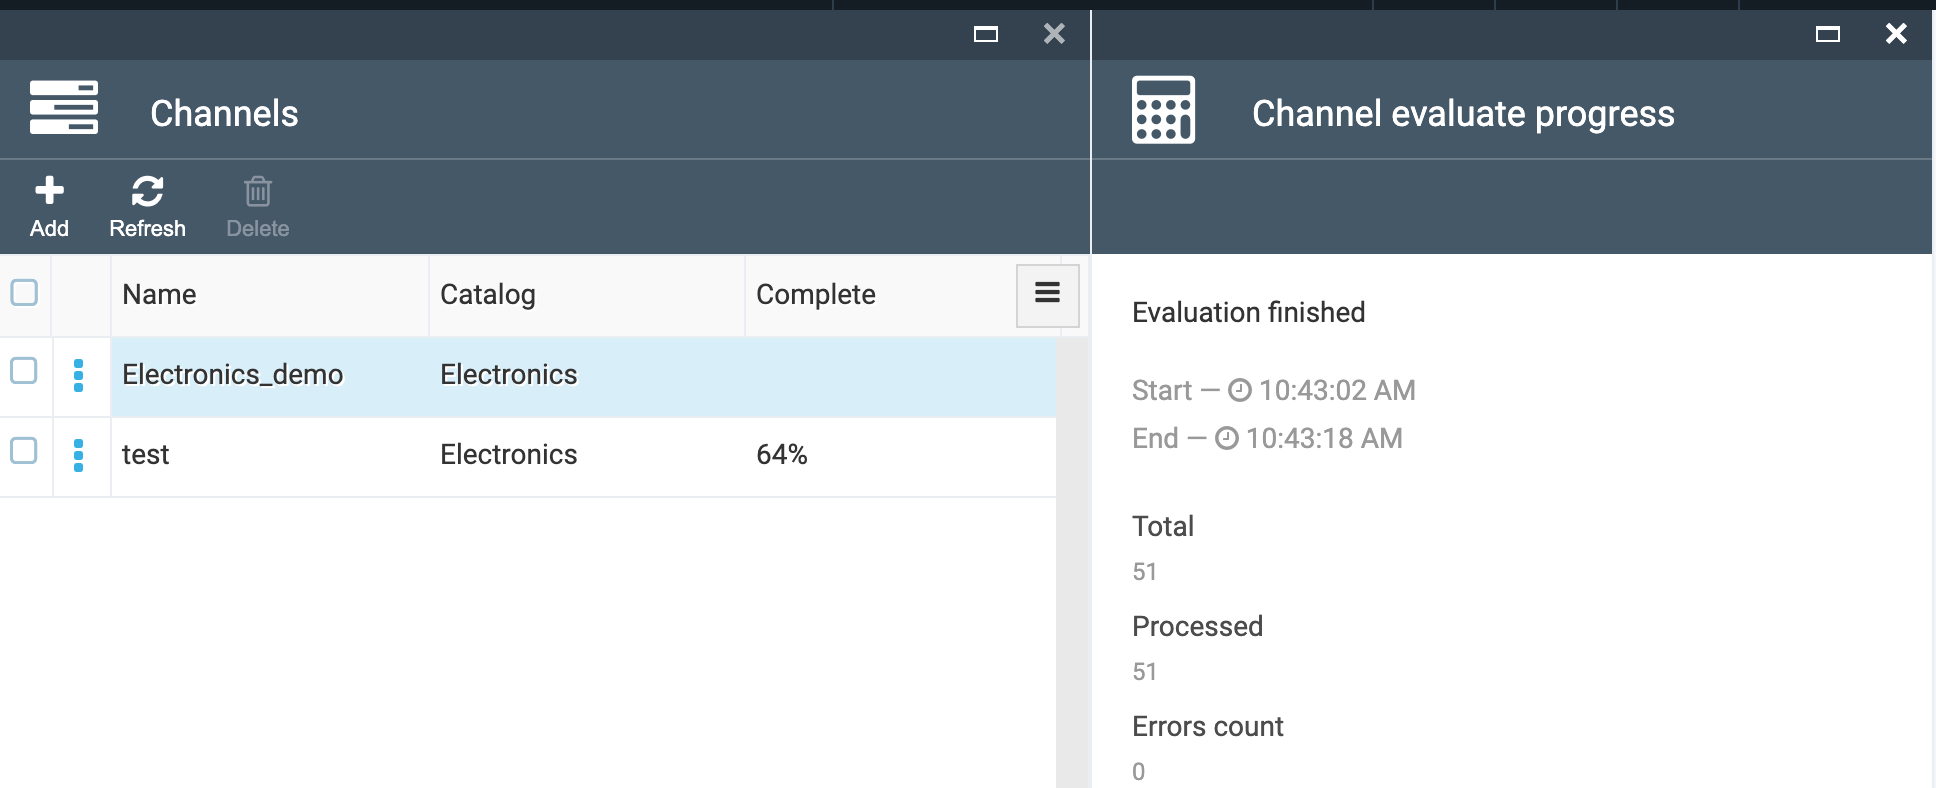 Channels
Add Refresh Delete
Name Catalog Complete
Electronics_demo Electronics
test Electronics 64%
Channel evaluate progress
Evaluation finished
Start — 10:43:02 AM
End — 10:43:18 AM
Total
51
Processed
51
Errors count
0